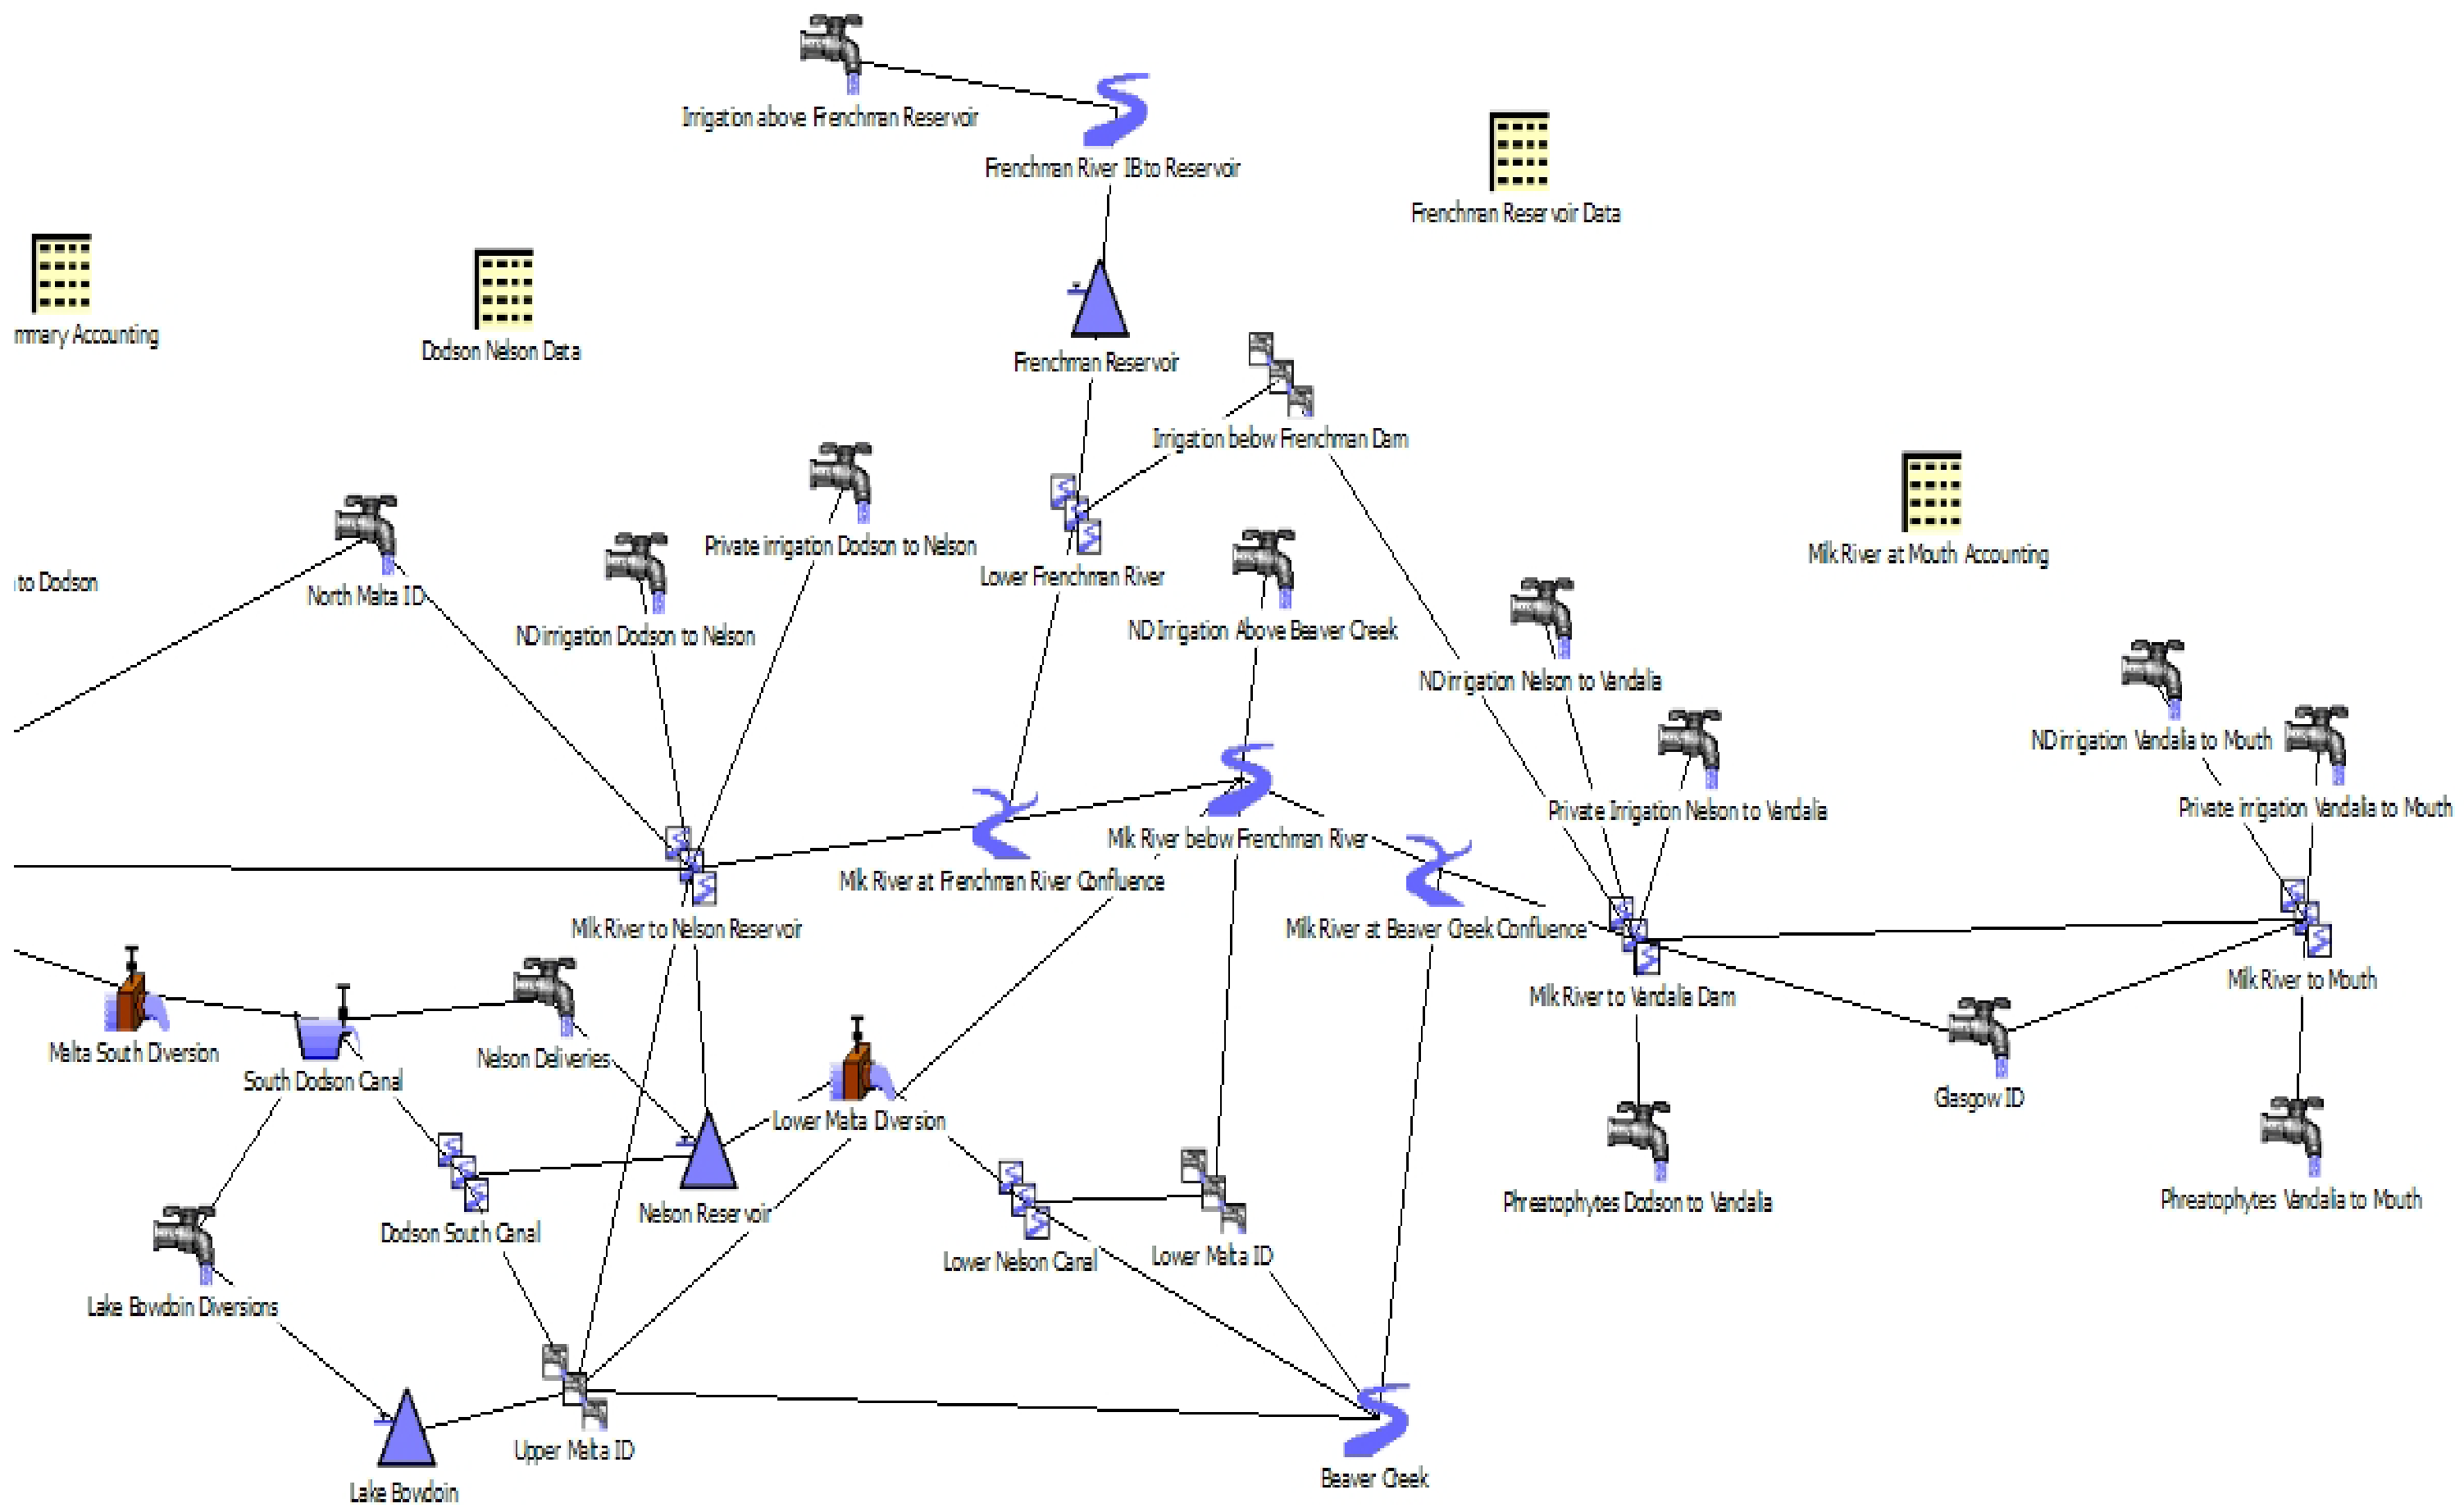 Irrigation above Frenchman Reservoir
Frenchman River IB to Reservoir
Frenchman Reservoir Data
mmary Accounting
Dodson Nelson Data
Frenchman Reservoir
Irrigation below Frenchman Dam
Private irrigation Dodson to Nelson
Milk River at Mouth Accounting
to Dodson
North Malta ID
Lower Frenchman River
ND irrigation Dodson to Nelson
ND Irrigation Above Beaver Creek
ND irrigation Nelson to Vandalia
ND irrigation Vandalia to Mouth
Private Irrigation Nelson to Vandalia
Private irrigation Vandalia to Mouth
Milk River below Frenchman River
Milk River at Frenchman River Confluence
Milk River to Nelson Reservoir
Milk River at Beaver Creek Confluence
Milk River to Vandalia Dam
Milk River to Mouth
Malta South Diversion
South Dodson Canal
Nelson Deliveries
Lower Malta Diversion
Glasgow ID
Nelson Reservoir
Phreatophytes Dodson to Vandalia
Phreatophytes Vandalia to Mouth
Dodson South Canal
Lower Nelson Canal
Lower Malta ID
Lake Bowdoin Diversions
Upper Malta ID
Beaver Creek
Lake Bowdoin